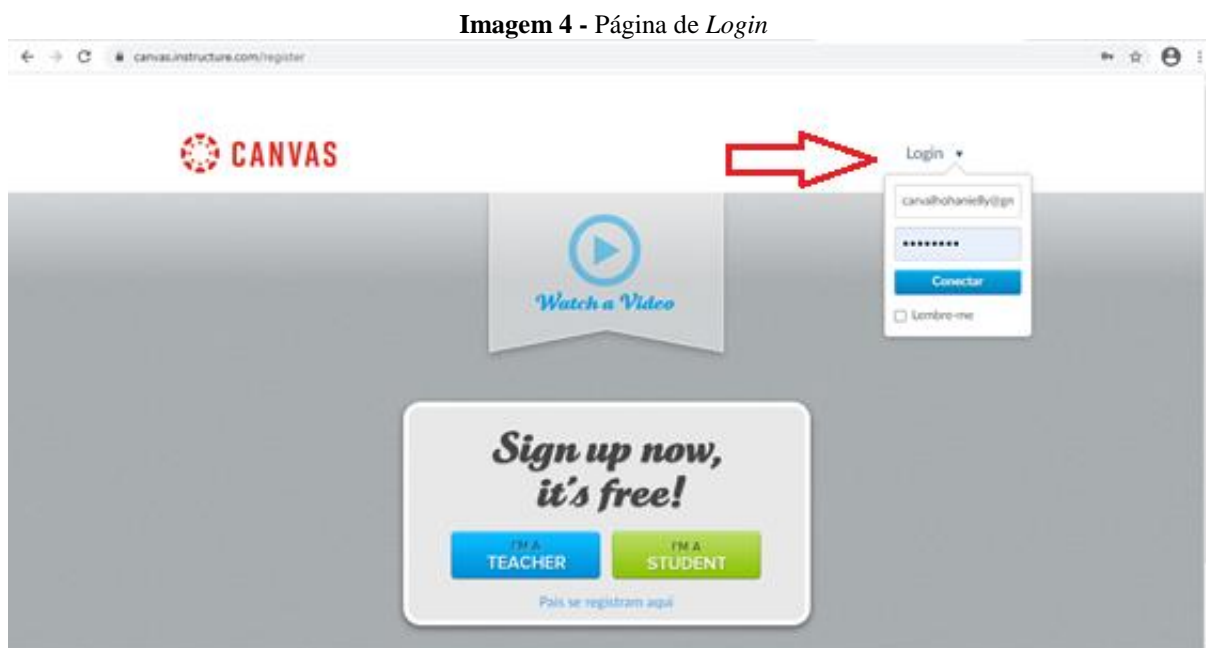 Imagem 4 - Página de Login
canvas.instructure.com/register
CANVAS
Login
carvalhohanielly@gn
••••••••
Conectar
Lembre-me
Watch a Video
Sign up now,
it's free!
I'M A I'M A
TEACHER STUDENT
Pais se registram aqui